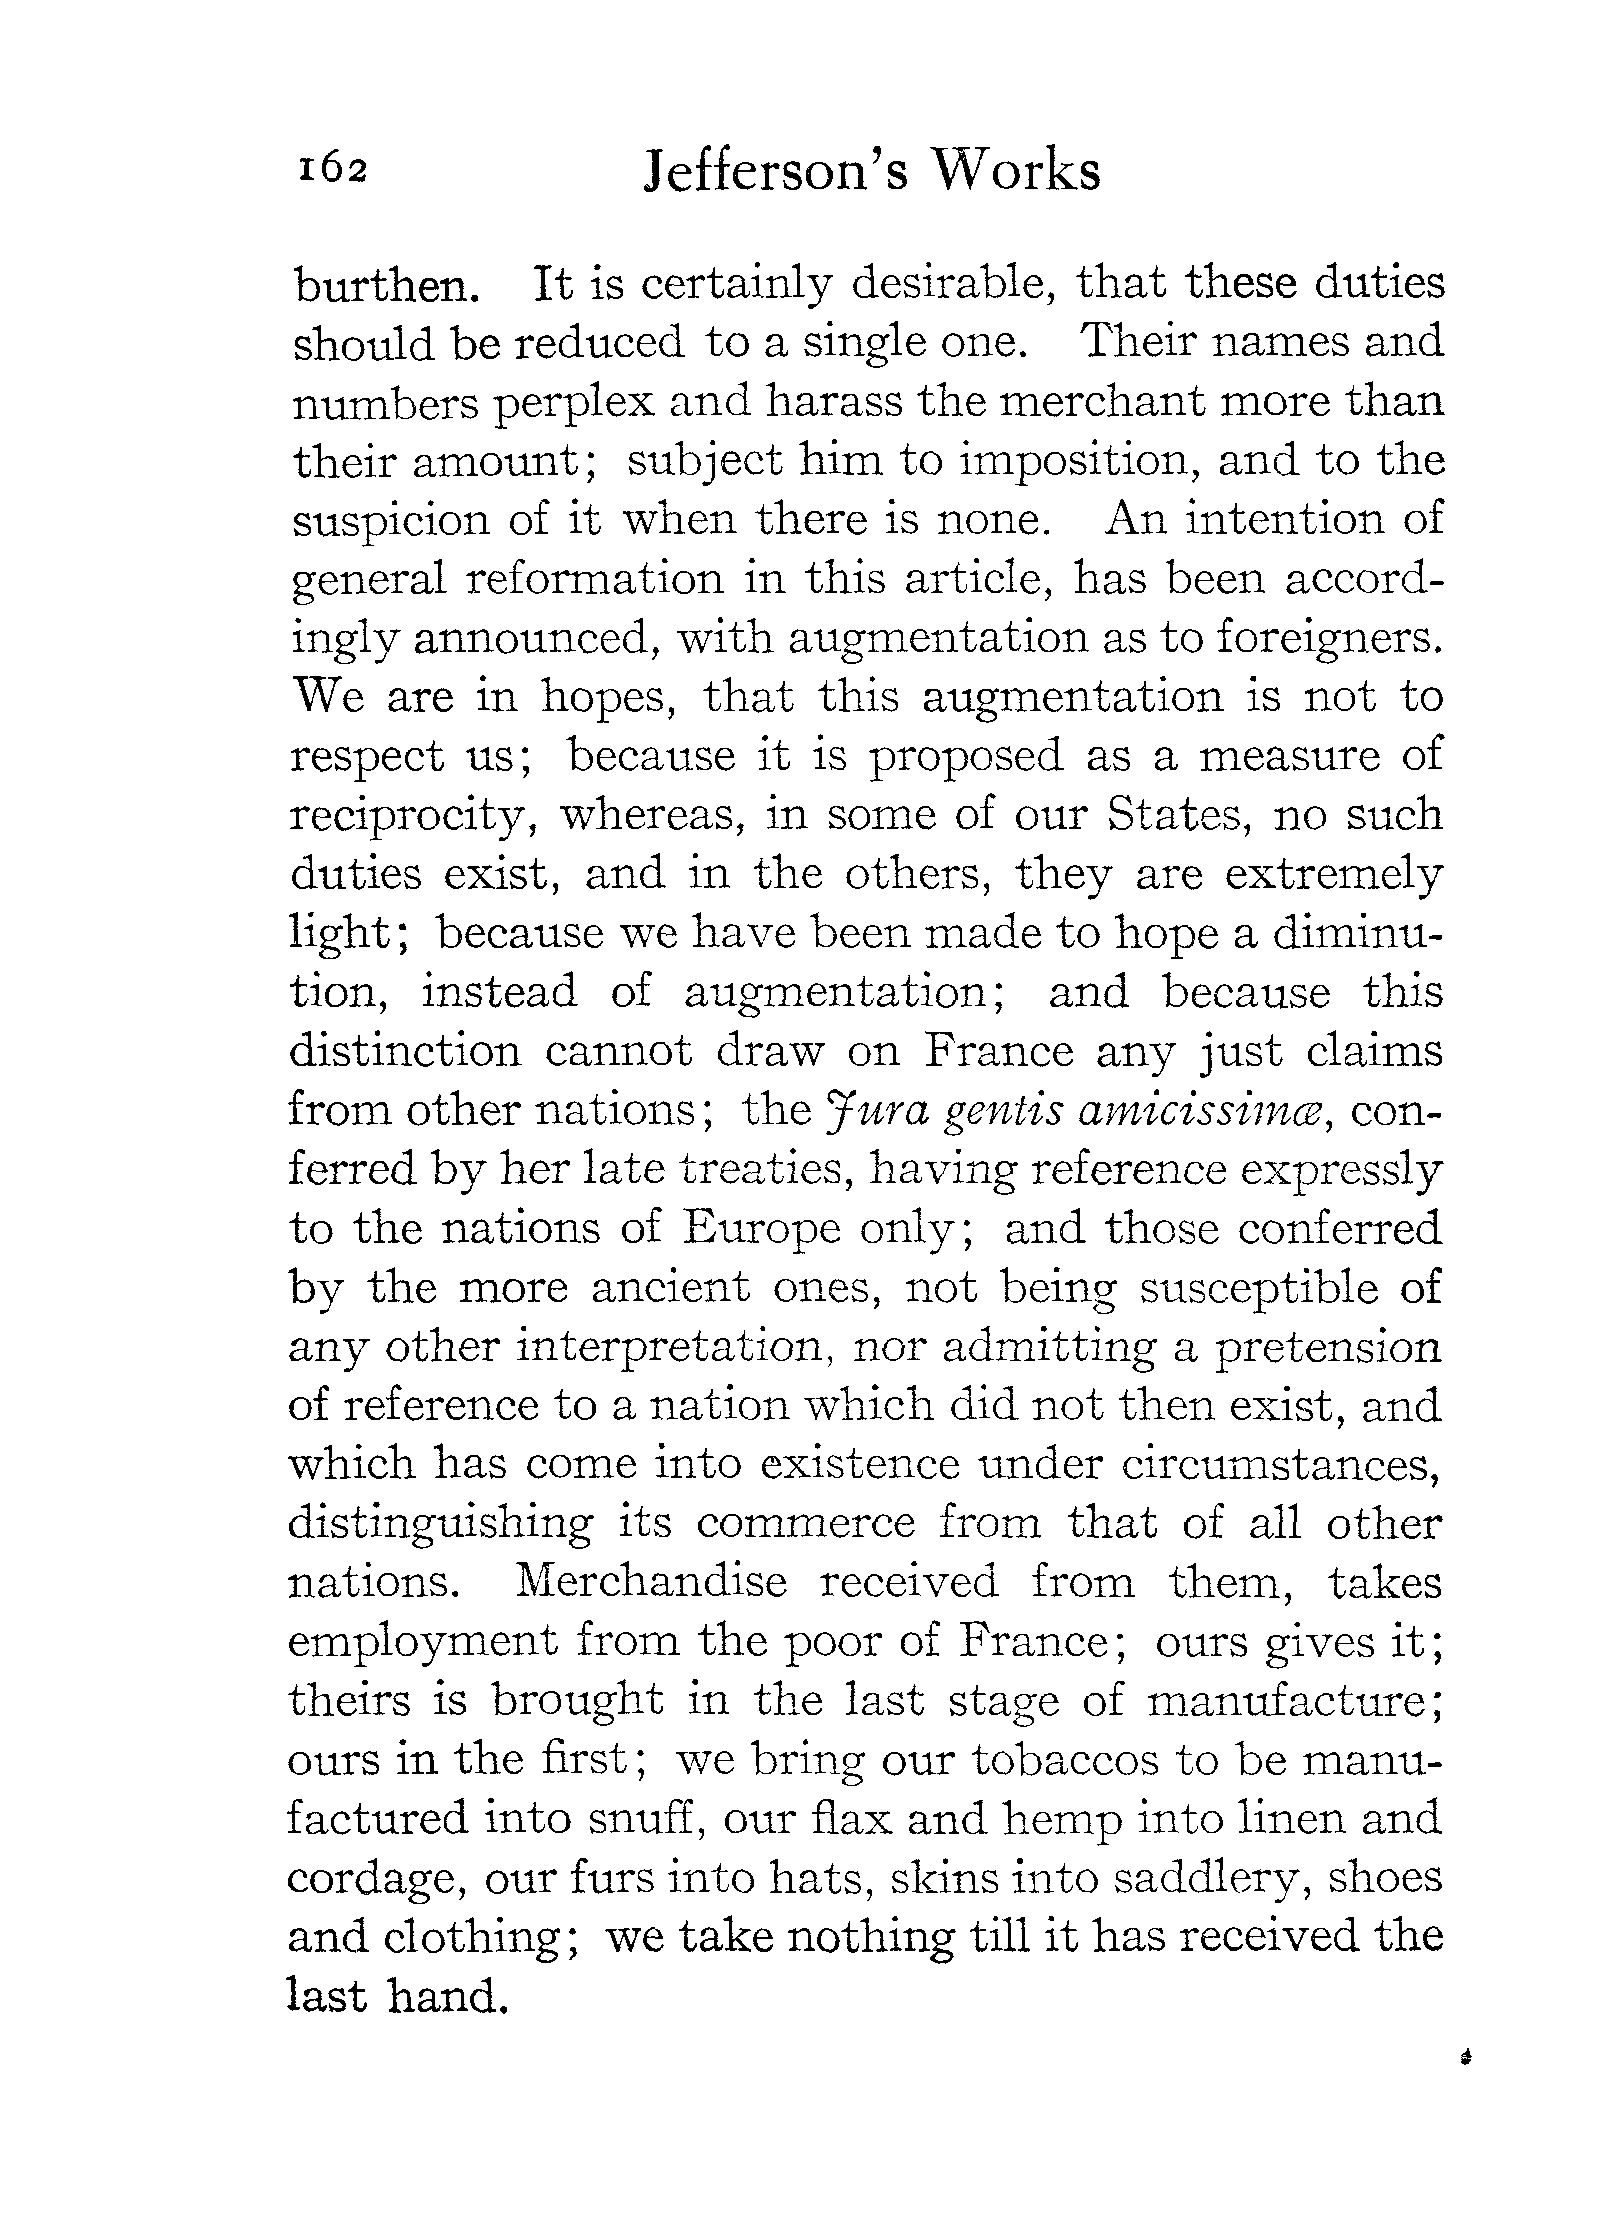 162 Jefferson's Works
burthen. It is certainly desirable, that these duties
should be reduced to a single one. Their names and
numbers perplex and harass the merchant more than
their amount; subject him to imposition, and to the
suspicion of it when there is none. An intention of
general reformation in this article, has been accord-
ingly announced, with augmentation as to foreigners.
We are in hopes, that this augmentation is not to
respect us; because it is proposed as a measure of
reciprocity, whereas, in some of our States, no such
duties exist, and in the others, they are extremely
light; because we have been made to hope a diminu-
tion, instead of augmentation; and because this
distinction cannot draw on France any just claims
from other nations; the Jura gentis amicissimæ, con-
ferred by her late treaties, having reference expressly
to the nations of Europe only; and those conferred
by the more ancient ones, not being susceptible of
any other interpretation, nor admitting a pretension
of reference to a nation which did not then exist, and
which has come into existence under circumstances,
distinguishing its commerce from that of all other
nations. Merchandise received from them, takes
employment from the poor of France; ours gives it;
theirs is brought in the last stage of manufacture;
ours in the first; we bring our tobaccos to be manu-
factured into snuff, our flax and hemp into linen and
cordage, our furs into hats, skins into saddlery, shoes
and clothing; we take nothing till it has received the
last hand.